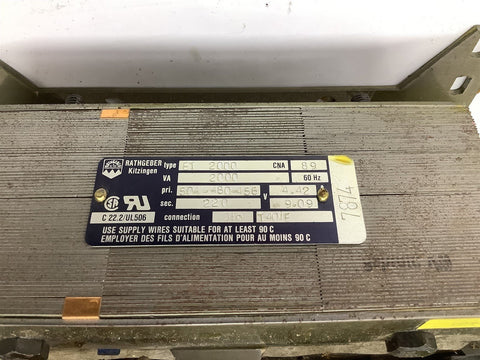 RATHGEBER
Kitzingen
type ET 2000 CNA 89
VA 2000 60 Hz
pri. 504-480-456 V 4.42 A
sec. 220 9.09
C 22.2/UL506 connection T401F
USE SUPPLY WIRES SUITABLE FOR AT LEAST 90 C
EMPLOYER DES FILS D'ALIMENTATION POUR AU MOINS 90 C
7874